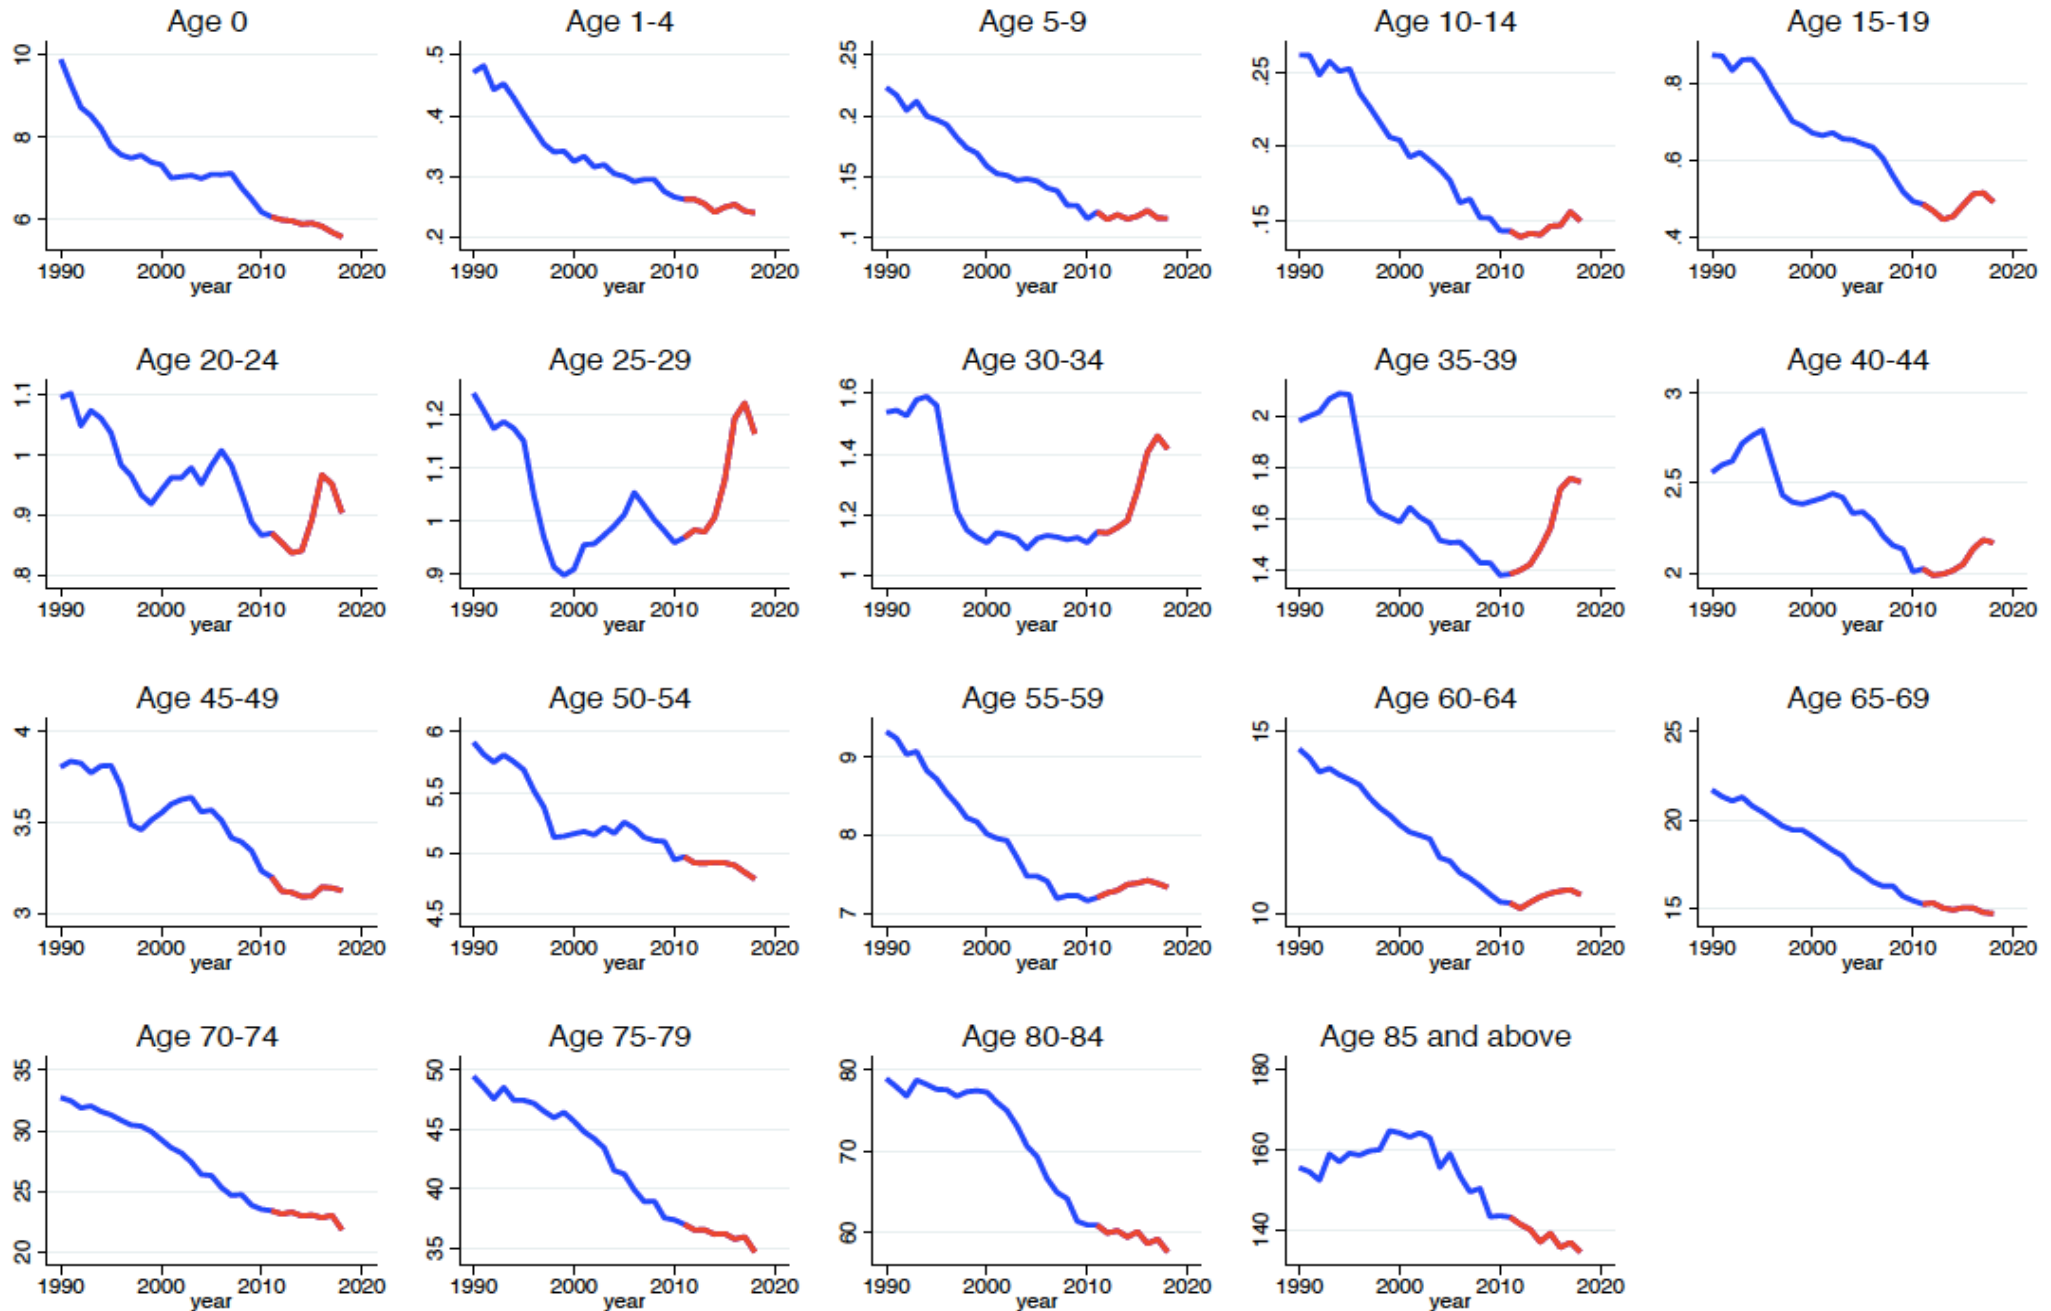 Age 0
10
8
6
1990 2000 2010 2020
year
Age 1-4
.5
.4
.3
.2
1990 2000 2010 2020
year
Age 5-9
.25
.2
.15
.1
1990 2000 2010 2020
year
Age 10-14
.25
.2
.15
1990 2000 2010 2020
year
Age 15-19
.8
.6
.4
1990 2000 2010 2020
year
Age 20-24
1.1
1
.9
.8
1990 2000 2010 2020
year
Age 25-29
1.2
1.1
1
.9
1990 2000 2010 2020
year
Age 30-34
1.6
1.4
1.2
1
1990 2000 2010 2020
year
Age 35-39
2
1.8
1.6
1.4
1990 2000 2010 2020
year
Age 40-44
3
2.5
2
1990 2000 2010 2020
year
Age 45-49
4
3.5
3
1990 2000 2010 2020
year
Age 50-54
6
5.5
5
4.5
1990 2000 2010 2020
year
Age 55-59
9
8
7
1990 2000 2010 2020
year
Age 60-64
15
10
1990 2000 2010 2020
year
Age 65-69
25
20
15
1990 2000 2010 2020
year
Age 70-74
35
30
25
20
1990 2000 2010 2020
year
Age 75-79
50
45
40
35
1990 2000 2010 2020
year
Age 80-84
80
70
60
1990 2000 2010 2020
year
Age 85 and above
180
160
140
1990 2000 2010 2020
year